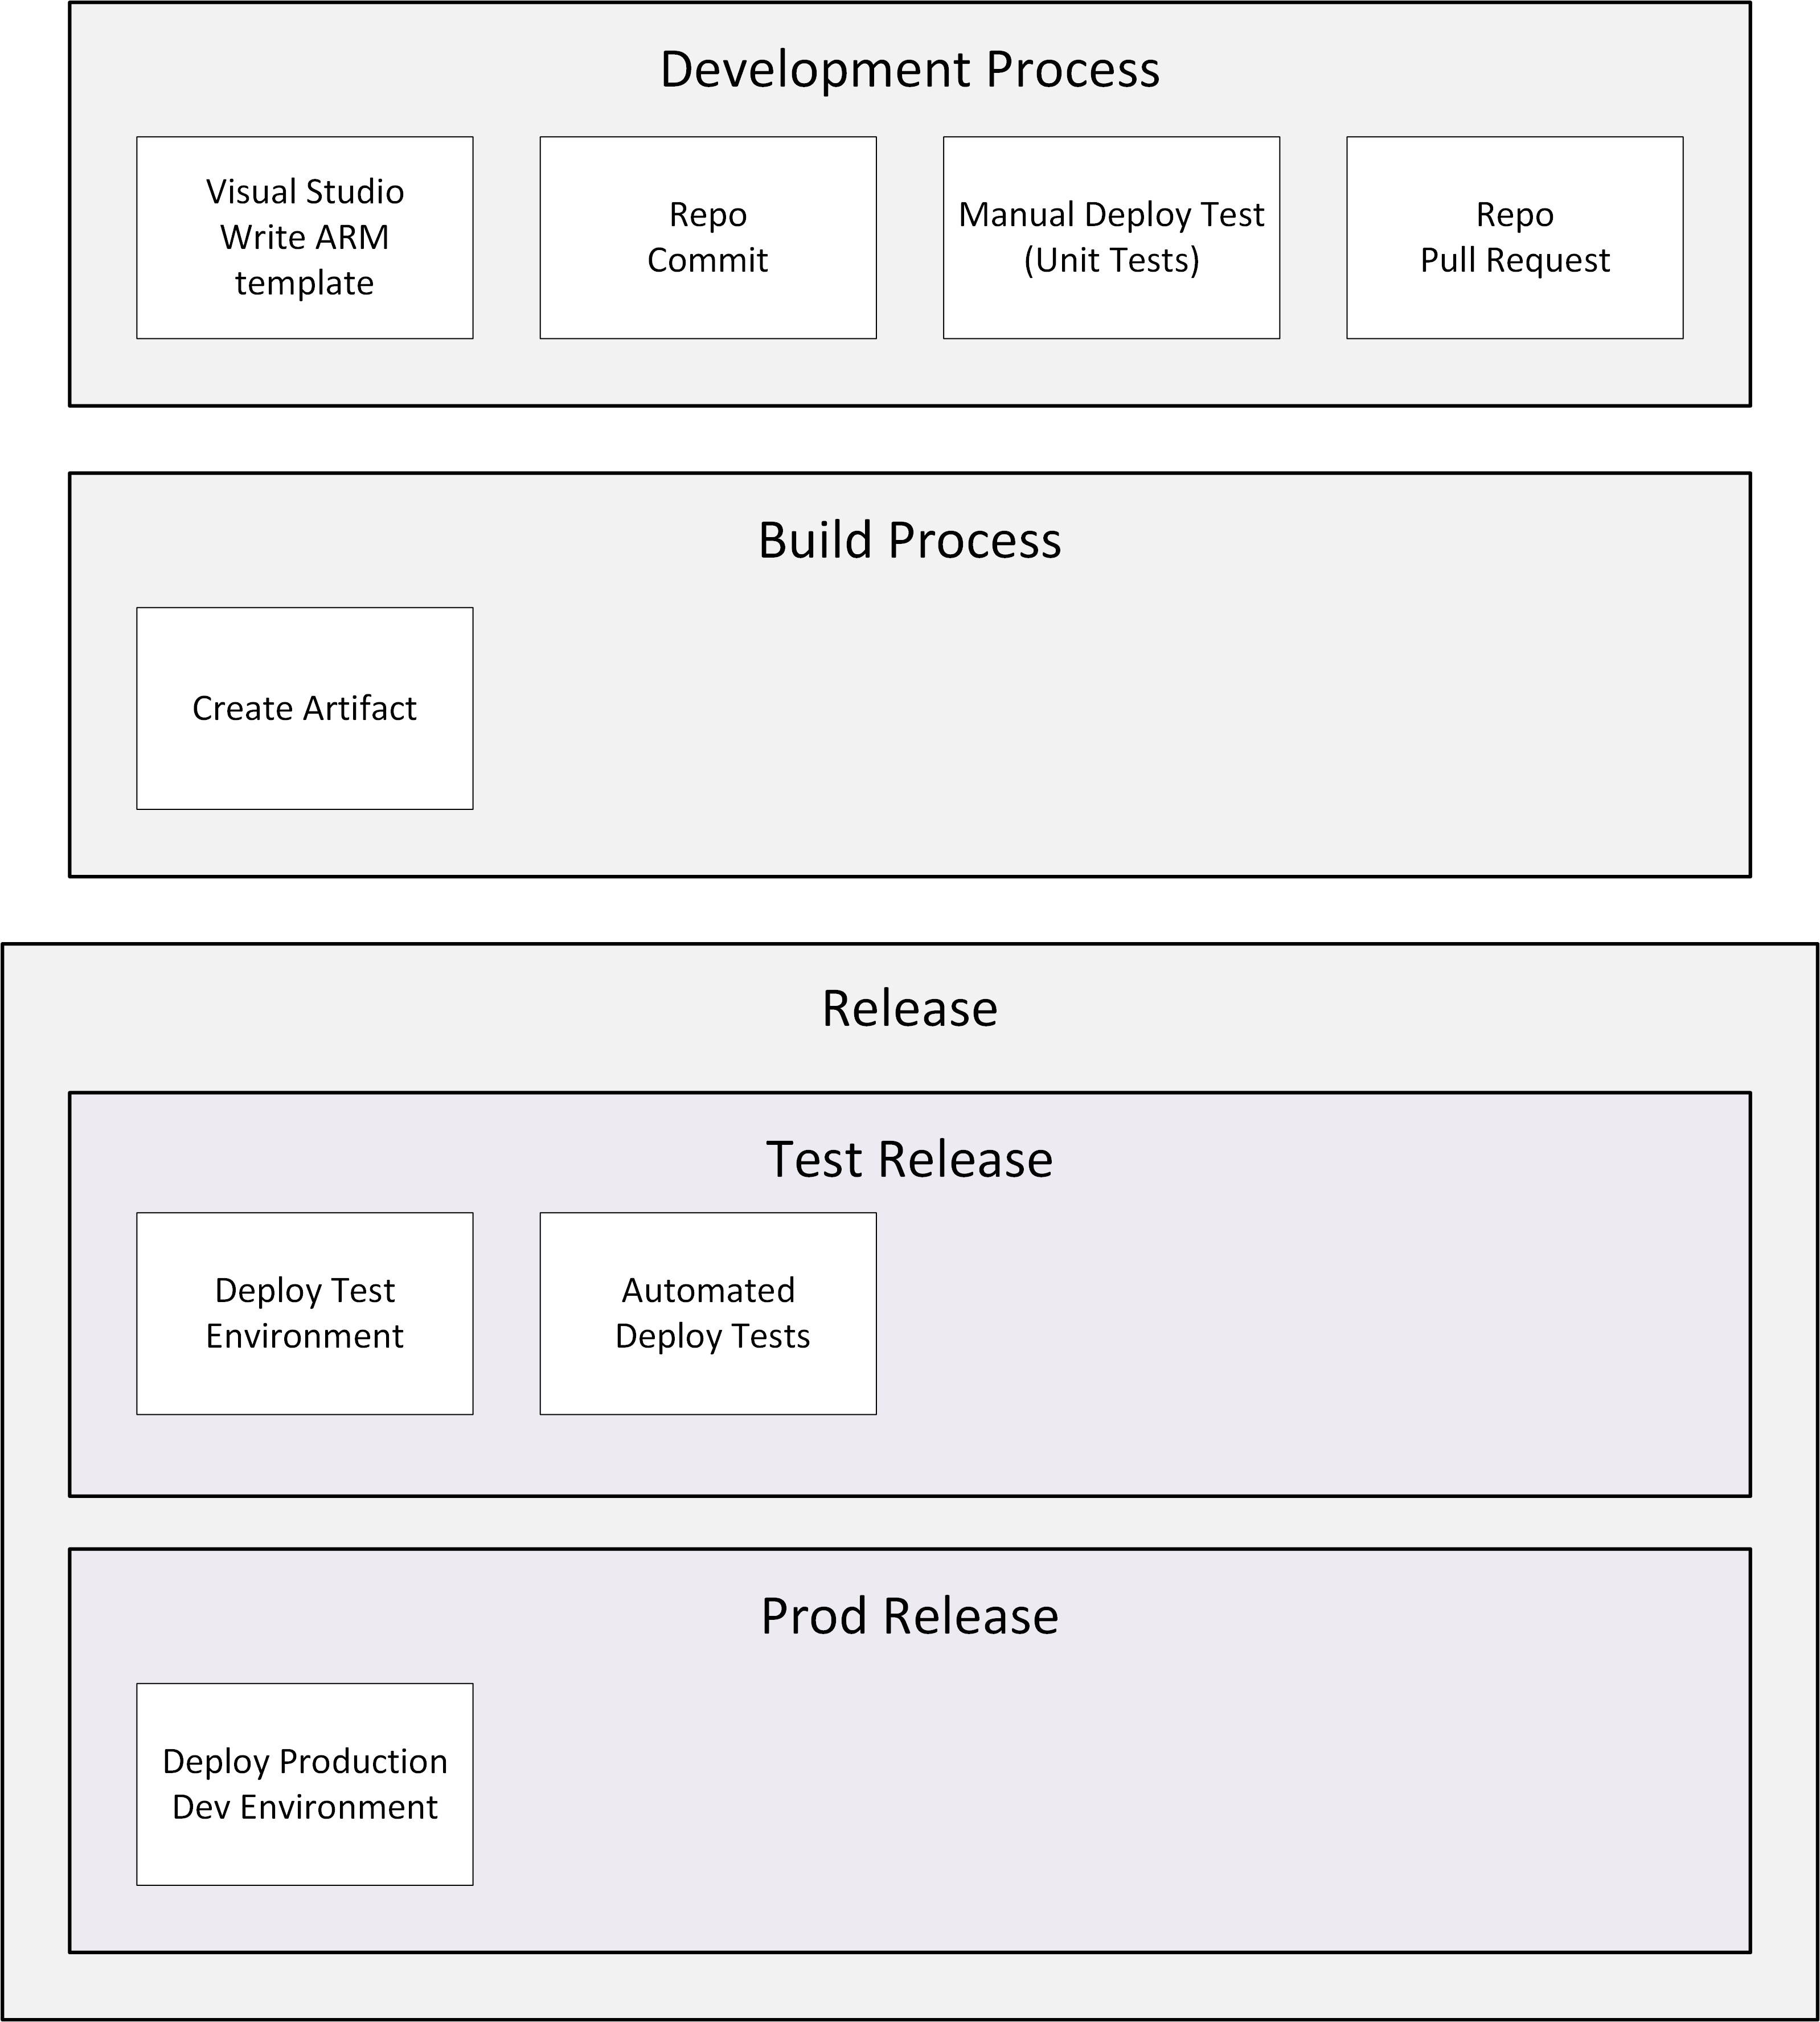 Development Process
Visual Studio
Write ARM
template
Repo
Commit
Manual Deploy Test
(Unit Tests)
Repo
Pull Request
Build Process
Create Artifact
Release
Test Release
Deploy Test
Environment
Automated
Deploy Tests
Prod Release
Deploy Production
Dev Environment